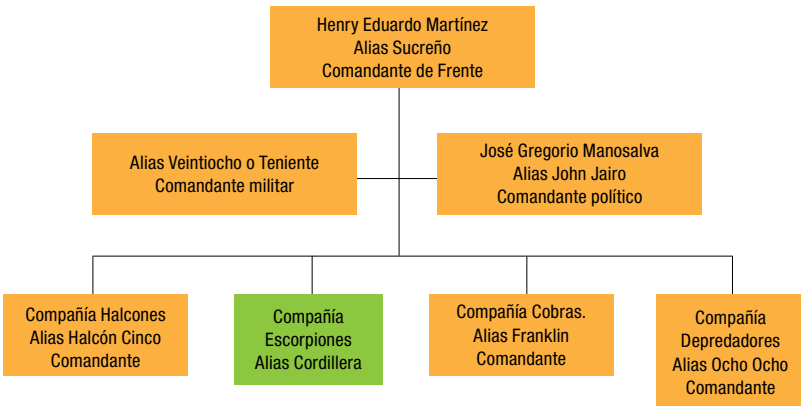 Henry Eduardo Martínez
Alias Sucreño
Comandante de Frente
Alias Veintiocho o Teniente
Comandante militar
José Gregorio Manosalva
Alias John Jairo
Comandante político
Compañía Halcones
Alias Halcón Cinco
Comandante
Compañía
Escorpiones
Alias Cordillera
Compañía Cobras.
Alias Franklin
Comandante
Compañía
Depredadores
Alias Ocho Ocho
Comandante